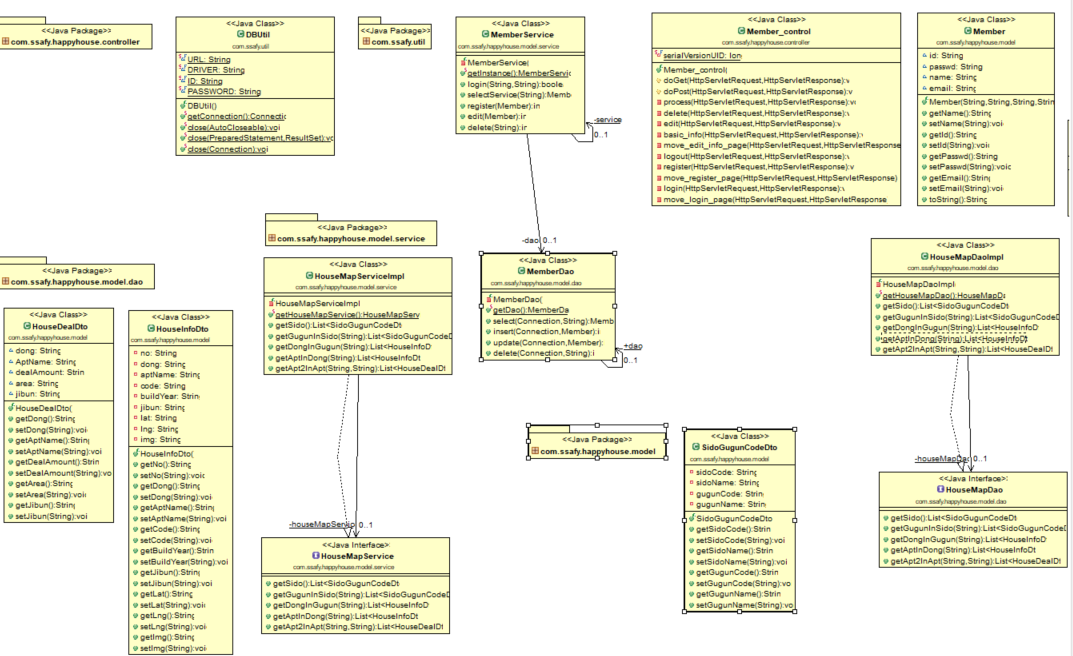 <<Java Package>>
com.ssafy.happyhouse.controller
<<Java Class>>
DBUtil
com.ssafy.util
URL: String
DRIVER: String
ID: String
PASSWORD: String
DBUtil()
getConnection():Connectic
close(AutoCloseable):voi
close(PreparedStatement,ResultSet):vc
close(Connection):voi
<<Java Package>>
com.ssafy.util
<<Java Class>>
MemberService
com.ssafy.happyhouse.model.service
MemberService(
getInstance():MemberServic
login(String,String):boole
selectService(String):Memb
register(Member):ir
edit(Member):ir
delete(String):ir
-service
0..1
<<Java Class>>
Member_control
com.ssafy.happyhouse.controller
serialVersionUID: lon
Member_control(
doGet(HttpServletRequest,HttpServletResponse):v
doPost(HttpServletRequest,HttpServletResponse):v
process(HttpServletRequest,HttpServletResponse):v
delete(HttpServletRequest,HttpServletResponse):v
edit(HttpServletRequest,HttpServletResponse):v
basic_info(HttpServletRequest,HttpServletResponse):v
move_edit_info_page(HttpServletRequest,HttpServletResponse
logout(HttpServletRequest,HttpServletResponse):v
register(HttpServletRequest,HttpServletResponse):v
move_register_page(HttpServletRequest,HttpServletResponse)
login(HttpServletRequest,HttpServletResponse):v
move_login_page(HttpServletRequest,HttpServletResponse)
<<Java Class>>
Member
com.ssafy.happyhouse.model
id: String
passwd: String
name: String
email: String
Member(String,String,String,Strin
getName():String
setName(String):voi
getId():String
setId(String):voi
getPasswd():String
setPasswd(String):voic
getEmail():String
setEmail(String):voi
toString():String
<<Java Package>>
com.ssafy.happyhouse.model.service
<<Java Package>>
com.ssafy.happyhouse.model.dao
<<Java Class>>
HouseDealDto
com.ssafy.happyhouse.model
dong: String
AptName: String
dealAmount: String
area: String
jibun: String
HouseDealDto(
getDong():String
setDong(String):voi
getAptName():String
setAptName(String):voi
getDealAmount():Strin
setDealAmount(String):vo
getArea():String
setArea(String):voi
getJibun():String
setJibun(String):voi
<<Java Class>>
HouseInfoDto
com.ssafy.happyhouse.model
no: String
dong: String
aptName: String
code: String
buildYear: String
jibun: String
lat: String
lng: String
img: String
HouseInfoDto(
getNo():String
setNo(String):voi
getDong():String
setDong(String):voi
getAptName():String
setAptName(String):voi
getCode():String
setCode(String):voi
getBuildYear():Strin
setBuildYear(String):voi
getJibun():String
setJibun(String):voi
getLat():String
setLat(String):voi
getLng():String
setLng(String):voi
getImg():String
setImg(String):voi
<<Java Class>>
HouseMapServiceImpl
com.ssafy.happyhouse.model.service
HouseMapServiceImpl
getHouseMapService():HouseMapServ
getSido():List<SidoGugunCodeDt
getGugunInSido(String):List<SidoGugunCodeD
getDongInGugun(String):List<HouseInfoD
getAptInDong(String):List<HouseInfoDt
getApt2InApt(String,String):List<HouseDealDt
-houseMapService
0..1
<<Java Interface>>
HouseMapService
com.ssafy.happyhouse.model.service
getSido():List<SidoGugunCodeDt
getGugunInSido(String):List<SidoGugunCodeD
getDongInGugun(String):List<HouseInfoD
getAptInDong(String):List<HouseInfoDt
getApt2InApt(String,String):List<HouseDealDt
-dao 0..1
<<Java Class>>
MemberDao
com.ssafy.happyhouse.model.dao
MemberDao(
getDao():MemberDa
select(Connection,String):Memb
insert(Connection,Member):i
update(Connection,Member):
delete(Connection,String):i
+dao
0..1
<<Java Package>>
com.ssafy.happyhouse.model
<<Java Class>>
SidoGugunCodeDto
com.ssafy.happyhouse.model
sidoCode: String
sidoName: String
gugunCode: Strin
gugunName: String
SidoGugunCodeDto
getSidoCode():Strin
setSidoCode(String):voi
getSidoName():Strin
setSidoName(String):voi
getGugunCode():Strin
setGugunCode(String):vo
getGugunName():Strin
setGugunName(String):vo
<<Java Class>>
HouseMapDaoImpl
com.ssafy.happyhouse.model.dao
HouseMapDaoImpl
getHouseMapDao():HouseMapDa
getSido():List<SidoGugunCodeDt
getGugunInSido(String):List<SidoGugunCodeD
getDongInGugun(String):List<HouseInfoD
getAptInDong(String):List<HouseInfoDt
getApt2InApt(String,String):List<HouseDealDt
-houseMapDao
0..1
<<Java Interface>>
HouseMapDao
com.ssafy.happyhouse.model.dao
getSido():List<SidoGugunCodeDt
getGugunInSido(String):List<SidoGugunCodeD
getDongInGugun(String):List<HouseInfoD
getAptInDong(String):List<HouseInfoDt
getApt2InApt(String,String):List<HouseDealDt